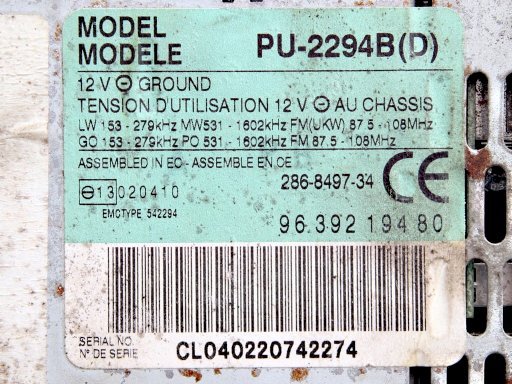 MODEL
MODELE PU-2294B(D)
12 V ⊖ GROUND
TENSION D'UTILISATION 12 V ⊖ AU CHASSIS
LW 153 - 279kHz MW531 - 1602kHz FM(UKW) 87.5 - 108MHz
GO 153 - 279kHz PO 531 - 1602kHz FM 87.5 - 108MHz
ASSEMBLED IN EC - ASSEMBLE EN CE
13 020410 286-8497-34 CE
EMCTYPE 542294
96.392 194 80
SERIAL NO.
N° DE SERIE CL040220742274